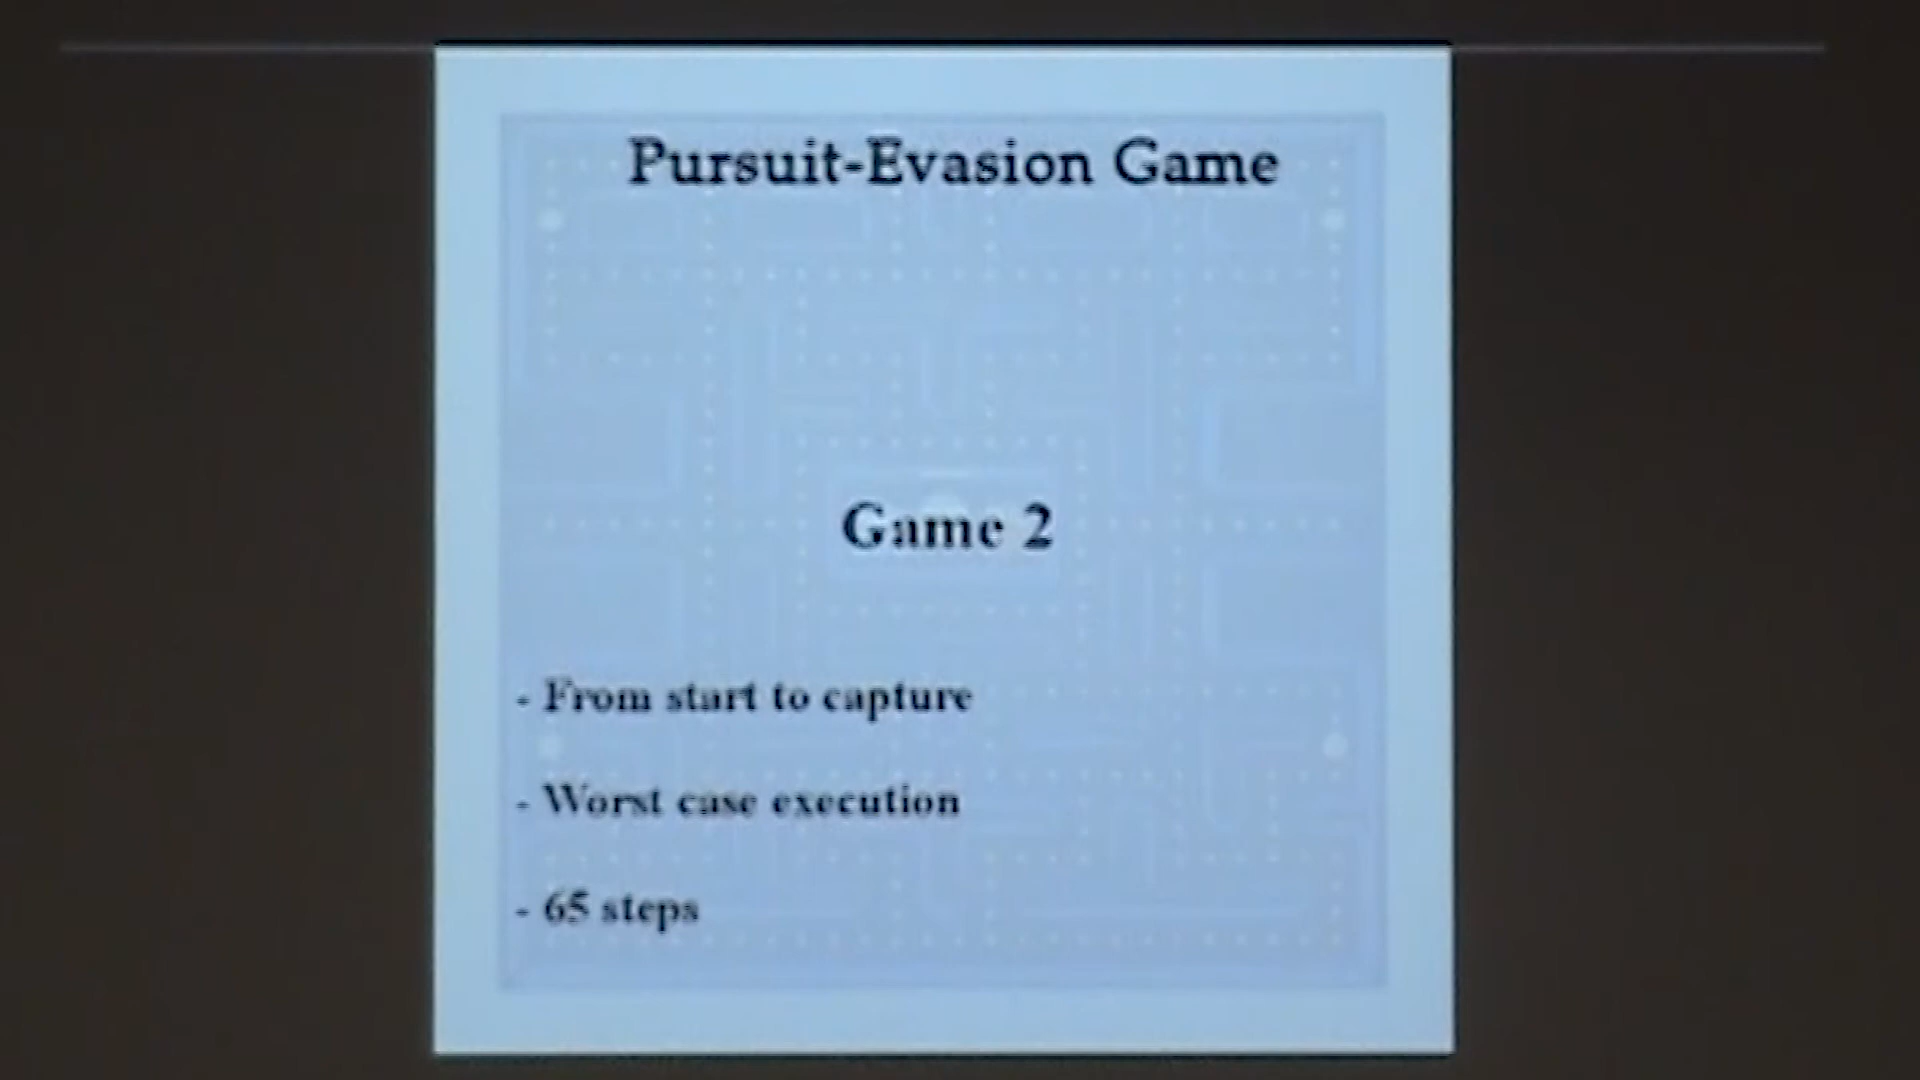 Pursuit-Evasion Game
Game 2
- From start to capture
- Worst case execution
- 65 steps